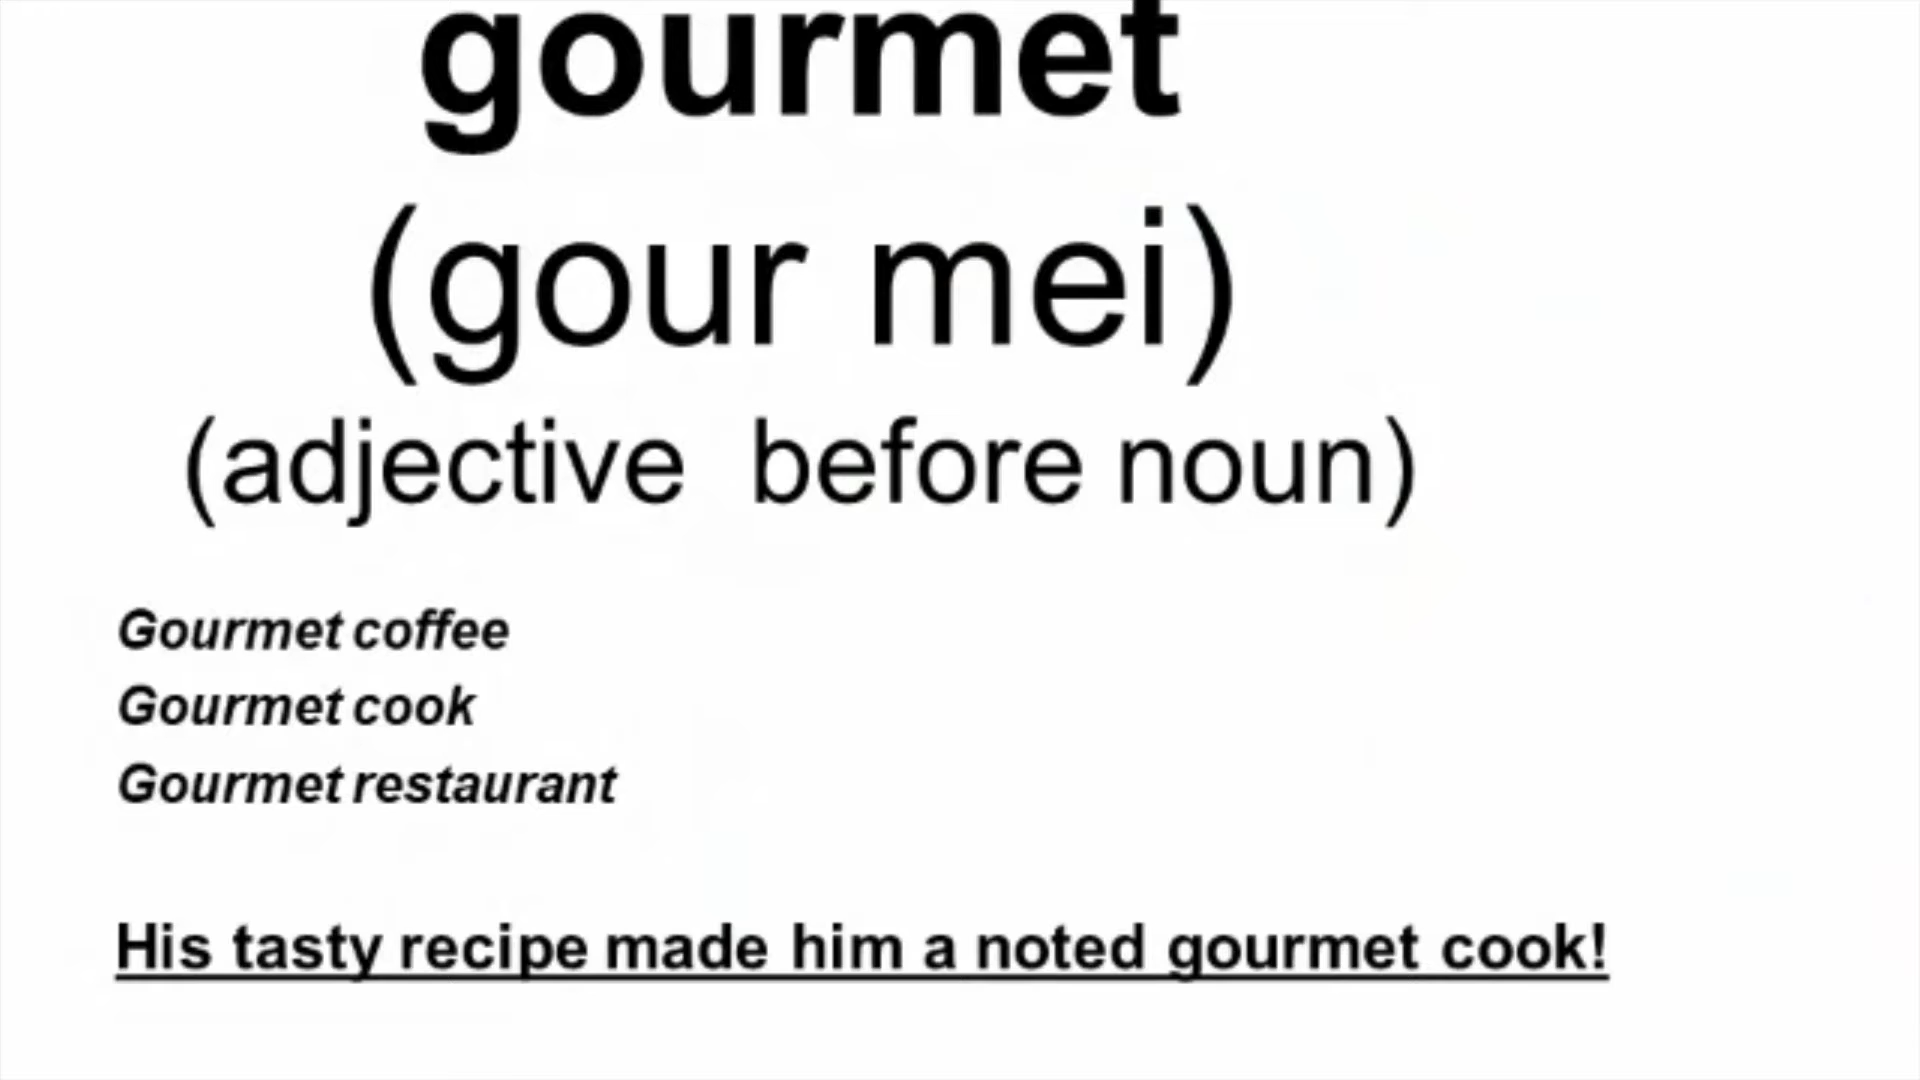 gourmet
(gour mei)
(adjective before noun)
Gourmet coffee
Gourmet cook
Gourmet restaurant
His tasty recipe made him a noted gourmet cook!